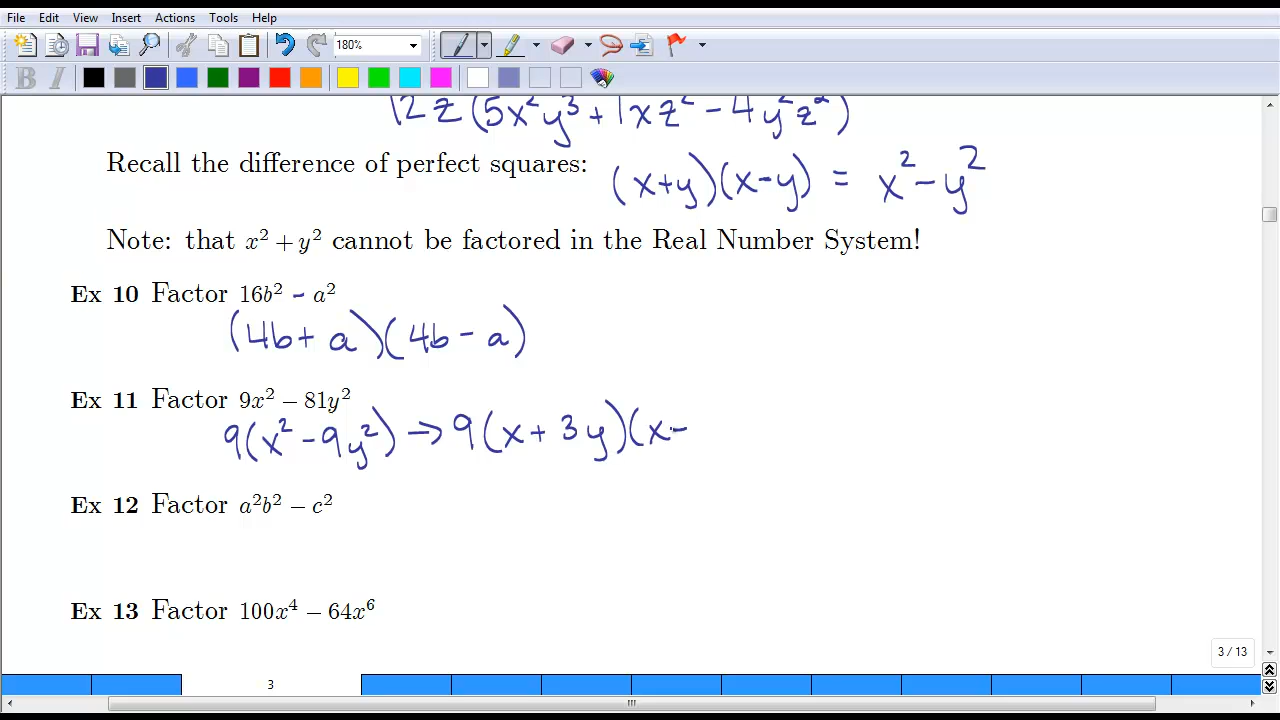 File Edit View Insert Actions Tools Help
180%
B I
12z(5x²y³ + 1xz² - 4y²z²)
Recall the difference of perfect squares: (x+y)(x-y) = x² - y²
Note: that x² + y² cannot be factored in the Real Number System!
Ex 10 Factor 16b² - a²
(4b + a)(4b - a)
Ex 11 Factor 9x² − 81y²
9(x² - 9y²) → 9(x + 3y)(x -
Ex 12 Factor a²b² − c²
Ex 13 Factor 100x⁴ − 64x⁶
3 / 13
3